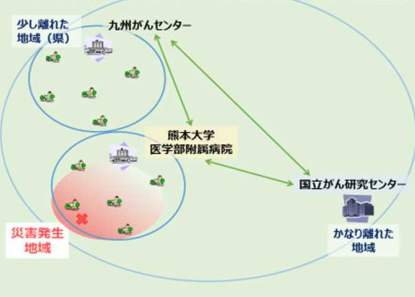 少し離れた
地域（県）
九州がんセンター
熊本大学
医学部附属病院
国立がん研究センター
かなり離れた
地域
災害発生
地域